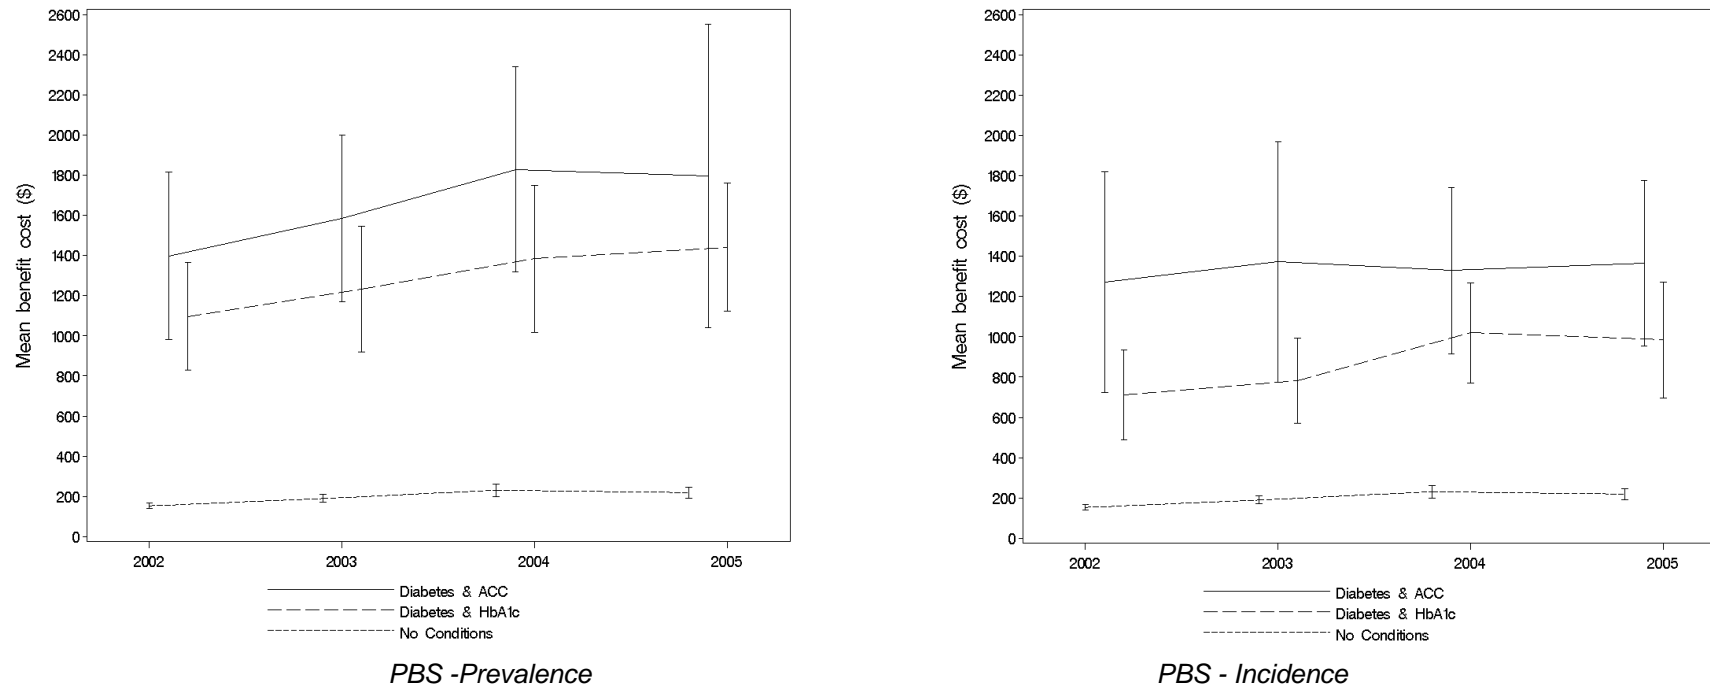 Mean benefit cost ($)
2600
2400
2200
2000
1800
1600
1400
1200
1000
800
600
400
200
0
2002 2003 2004 2005
Diabetes & ACC
Diabetes & HbA1c
No Conditions
PBS -Prevalence
Mean benefit cost ($)
2600
2400
2200
2000
1800
1600
1400
1200
1000
800
600
400
200
0
2002 2003 2004 2005
Diabetes & ACC
Diabetes & HbA1c
No Conditions
PBS - Incidence